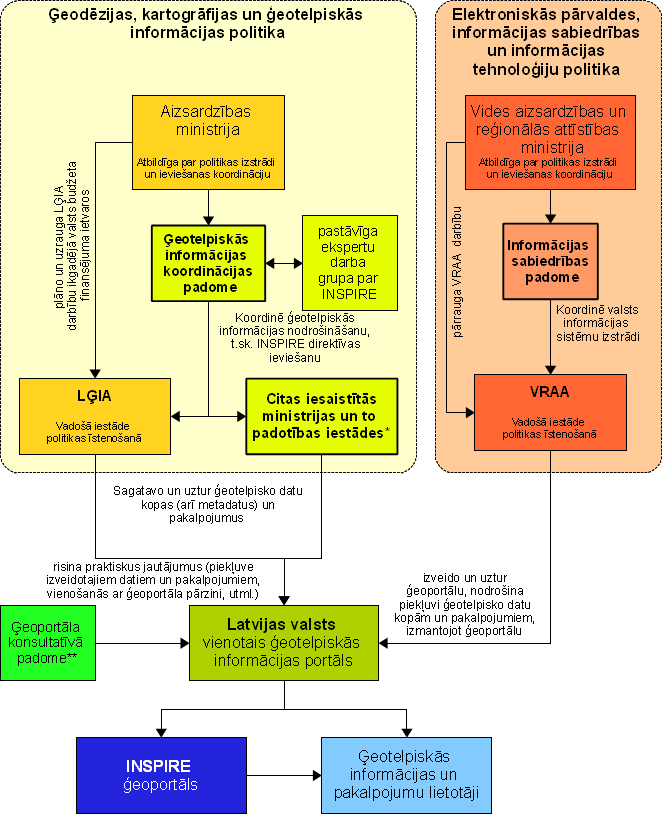 Ģeodēzijas, kartogrāfijas un ģeotelpiskās
informācijas politika
Aizsardzības
ministrija
Atbildīga par politikas izstrādi
un ieviešanas koordināciju
plāno un uzrauga LĢIA
darbību ikgadējā valsts budžeta
finansējuma ietvaros
Ģeotelpiskās
informācijas
koordinācijas
padome
pastāvīga
ekspertu
darba
grupa par
INSPIRE
Koordinē ģeotelpiskās
informācijas nodrošināšanu,
t.sk. INSPIRE direktīvas
ieviešanu
LĢIA
Vadošā iestāde
politikas īstenošanā
Citas iesaistītās
ministrijas un to
padotības iestādes*
Elektroniskās pārvaldes,
informācijas sabiedrības
un informācijas
tehnoloģiju politika
Vides aizsardzības un
reģionālās attīstības
ministrija
Atbildīga par politikas izstrādi
un ieviešanas koordināciju
pārrauga VRAA darbību
Informācijas
sabiedrības
padome
Koordinē valsts
informācijas
sistēmu izstrādi
VRAA
Vadošā iestāde
politikas īstenošanā
Sagatavo un uztur ģeotelpisko datu
kopas (arī metadatus) un
pakalpojumus
risina praktiskus jautājumus (piekļuve
izveidotajiem datiem un pakalpojumiem,
vienošanās ar ģeoportāla pārzini, utml.)
izveido un uztur
ģeoportālu, nodrošina
piekļuvi ģeotelpisko datu
kopām un pakalpojumiem,
izmantojot ģeoportālu
Ģeoportāla
konsultatīvā
padome**
Latvijas valsts
vienotais ģeotelpiskās
informācijas portāls
INSPIRE
ģeoportāls
Ģeotelpiskās
informācijas un
pakalpojumu lietotāji